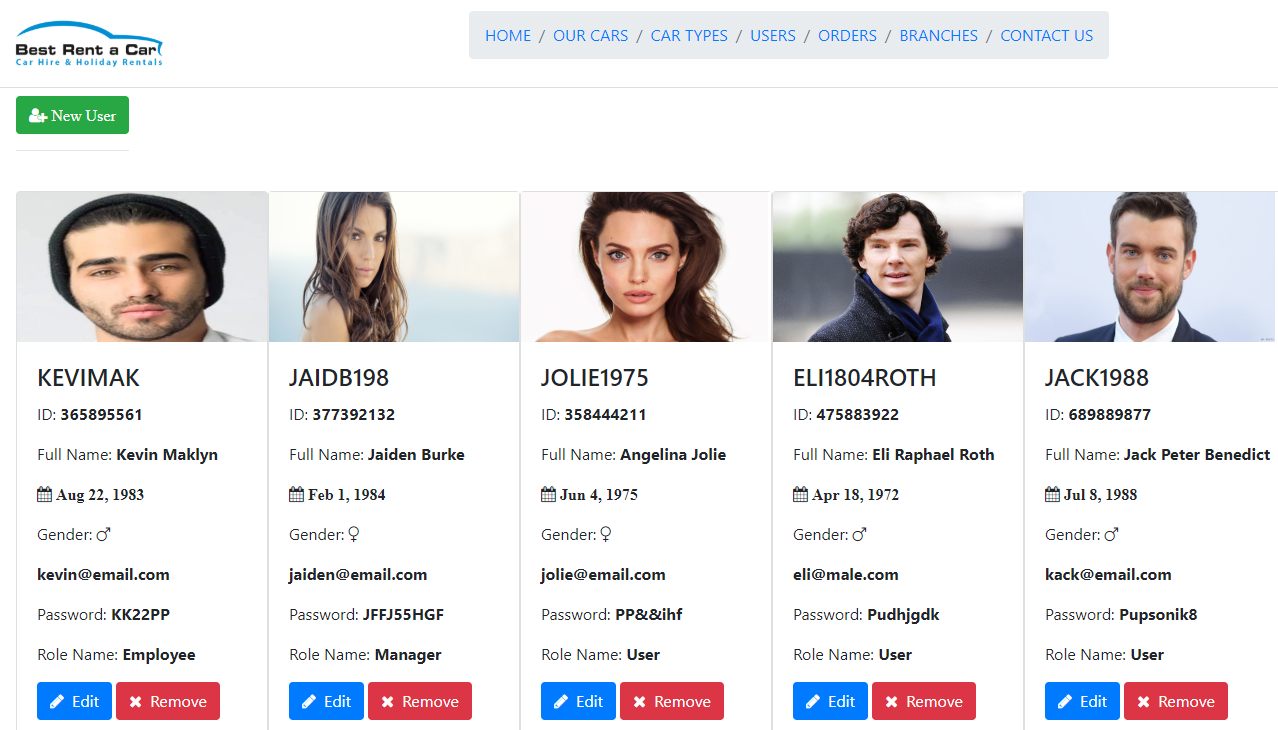 Best Rent a Car
Car Hire & Holiday Rentals
HOME / OUR CARS / CAR TYPES / USERS / ORDERS / BRANCHES / CONTACT US
New User
KEVIMAK
ID: 365895561
Full Name: Kevin Maklyn
Aug 22, 1983
Gender: ♂
kevin@email.com
Password: KK22PP
Role Name: Employee
Edit Remove
JAIDB198
ID: 377392132
Full Name: Jaiden Burke
Feb 1, 1984
Gender: ♀
jaiden@email.com
Password: JFFJ55HGF
Role Name: Manager
Edit Remove
JOLIE1975
ID: 358444211
Full Name: Angelina Jolie
Jun 4, 1975
Gender: ♀
jolie@email.com
Password: PP&&ihf
Role Name: User
Edit Remove
ELI1804ROTH
ID: 475883922
Full Name: Eli Raphael Roth
Apr 18, 1972
Gender: ♂
eli@male.com
Password: Pudhjgdk
Role Name: User
Edit Remove
JACK1988
ID: 689889877
Full Name: Jack Peter Benedict
Jul 8, 1988
Gender: ♂
kack@email.com
Password: Pupsonik8
Role Name: User
Edit Remove